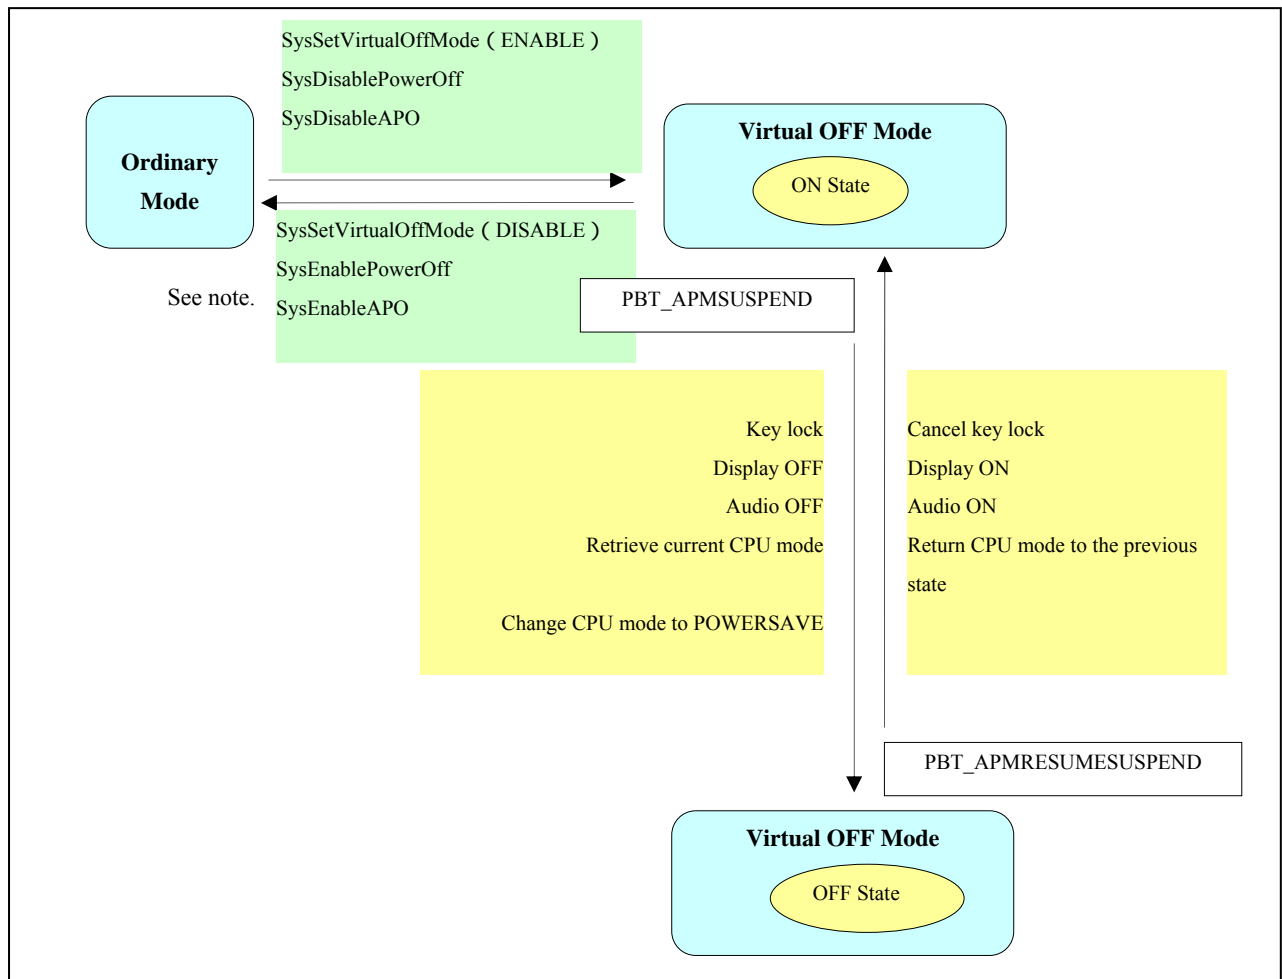 SysSetVirtualOffMode（ENABLE）
SysDisablePowerOff
SysDisableAPO
Ordinary
Mode
Virtual OFF Mode
ON State
SysSetVirtualOffMode（DISABLE）
SysEnablePowerOff
SysEnableAPO
See note.
PBT_APMSUSPEND
Key lock
Display OFF
Audio OFF
Retrieve current CPU mode
Change CPU mode to POWERSAVE
Cancel key lock
Display ON
Audio ON
Return CPU mode to the previous
state
PBT_APMRESUMESUSPEND
Virtual OFF Mode
OFF State